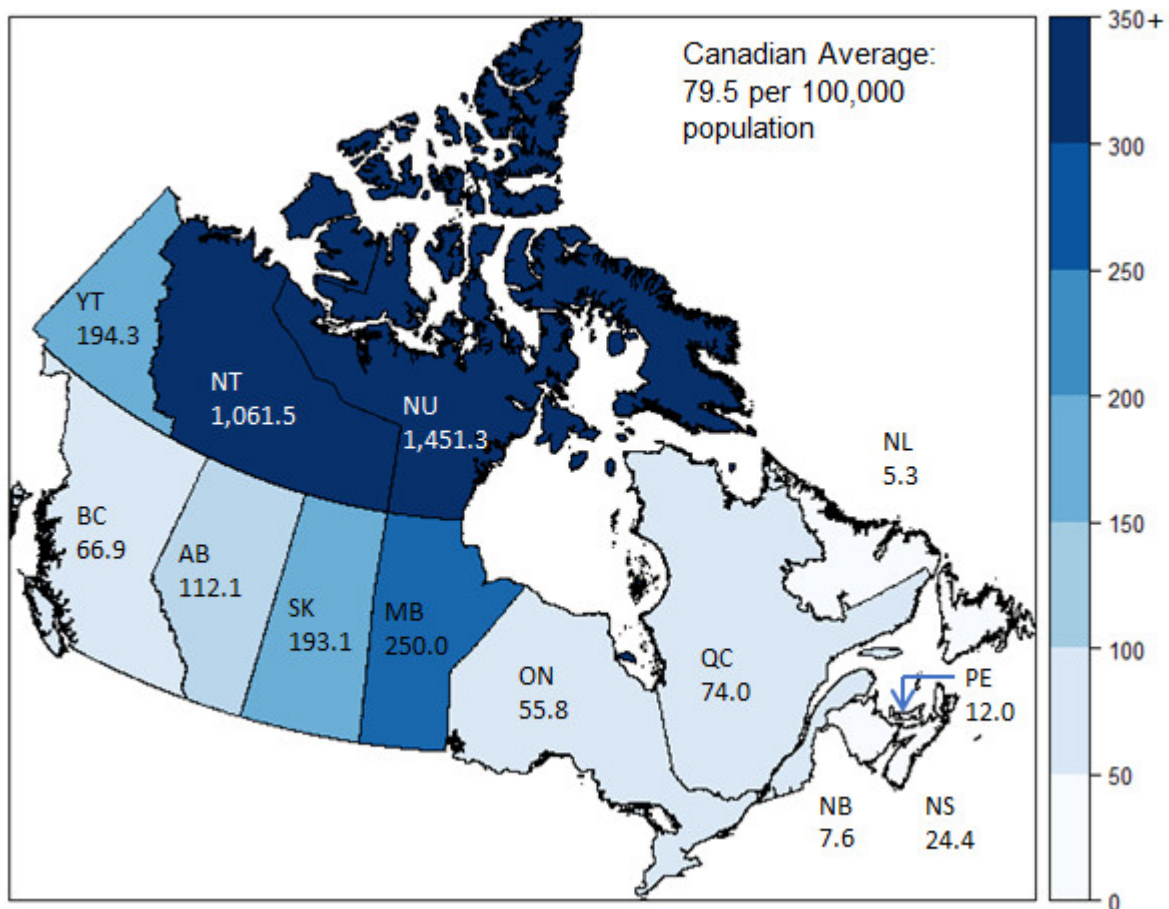 Canadian Average:
79.5 per 100,000
population
350+
300
250
200
150
100
50
0
YT
194.3
NT
1,061.5
NU
1,451.3
NL
5.3
BC
66.9
AB
112.1
SK
193.1
MB
250.0
ON
55.8
QC
74.0
PE
12.0
NB
7.6
NS
24.4